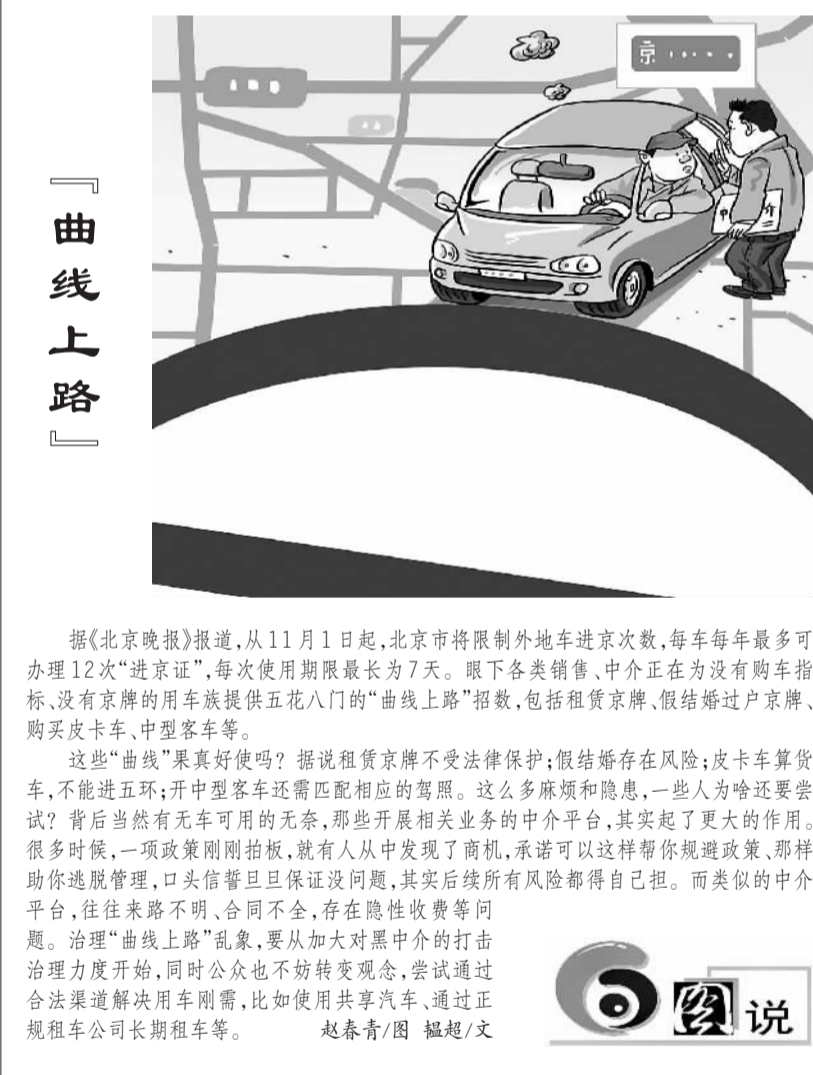 『曲线上路』
京
中介
据《北京晚报》报道,从11月1日起,北京市将限制外地车进京次数,每车每年最多可
办理12次“进京证”,每次使用期限最长为7天。眼下各类销售、中介正在为没有购车指
标、没有京牌的用车族提供五花八门的“曲线上路”招数,包括租赁京牌、假结婚过户京牌、
购买皮卡车、中型客车等。
这些“曲线”果真好使吗？据说租赁京牌不受法律保护;假结婚存在风险;皮卡车算货
车,不能进五环;开中型客车还需匹配相应的驾照。这么多麻烦和隐患,一些人为啥还要尝
试？背后当然有无车可用的无奈,那些开展相关业务的中介平台,其实起了更大的作用。
很多时候,一项政策刚刚拍板,就有人从中发现了商机,承诺可以这样帮你规避政策、那样
助你逃脱管理,口头信誓旦旦保证没问题,其实后续所有风险都得自己担。而类似的中介
平台,往往来路不明、合同不全,存在隐性收费等问
题。治理“曲线上路”乱象,要从加大对黑中介的打击
治理力度开始,同时公众也不妨转变观念,尝试通过
合法渠道解决用车刚需,比如使用共享汽车、通过正
规租车公司长期租车等。 赵春青/图 韫超/文
图说